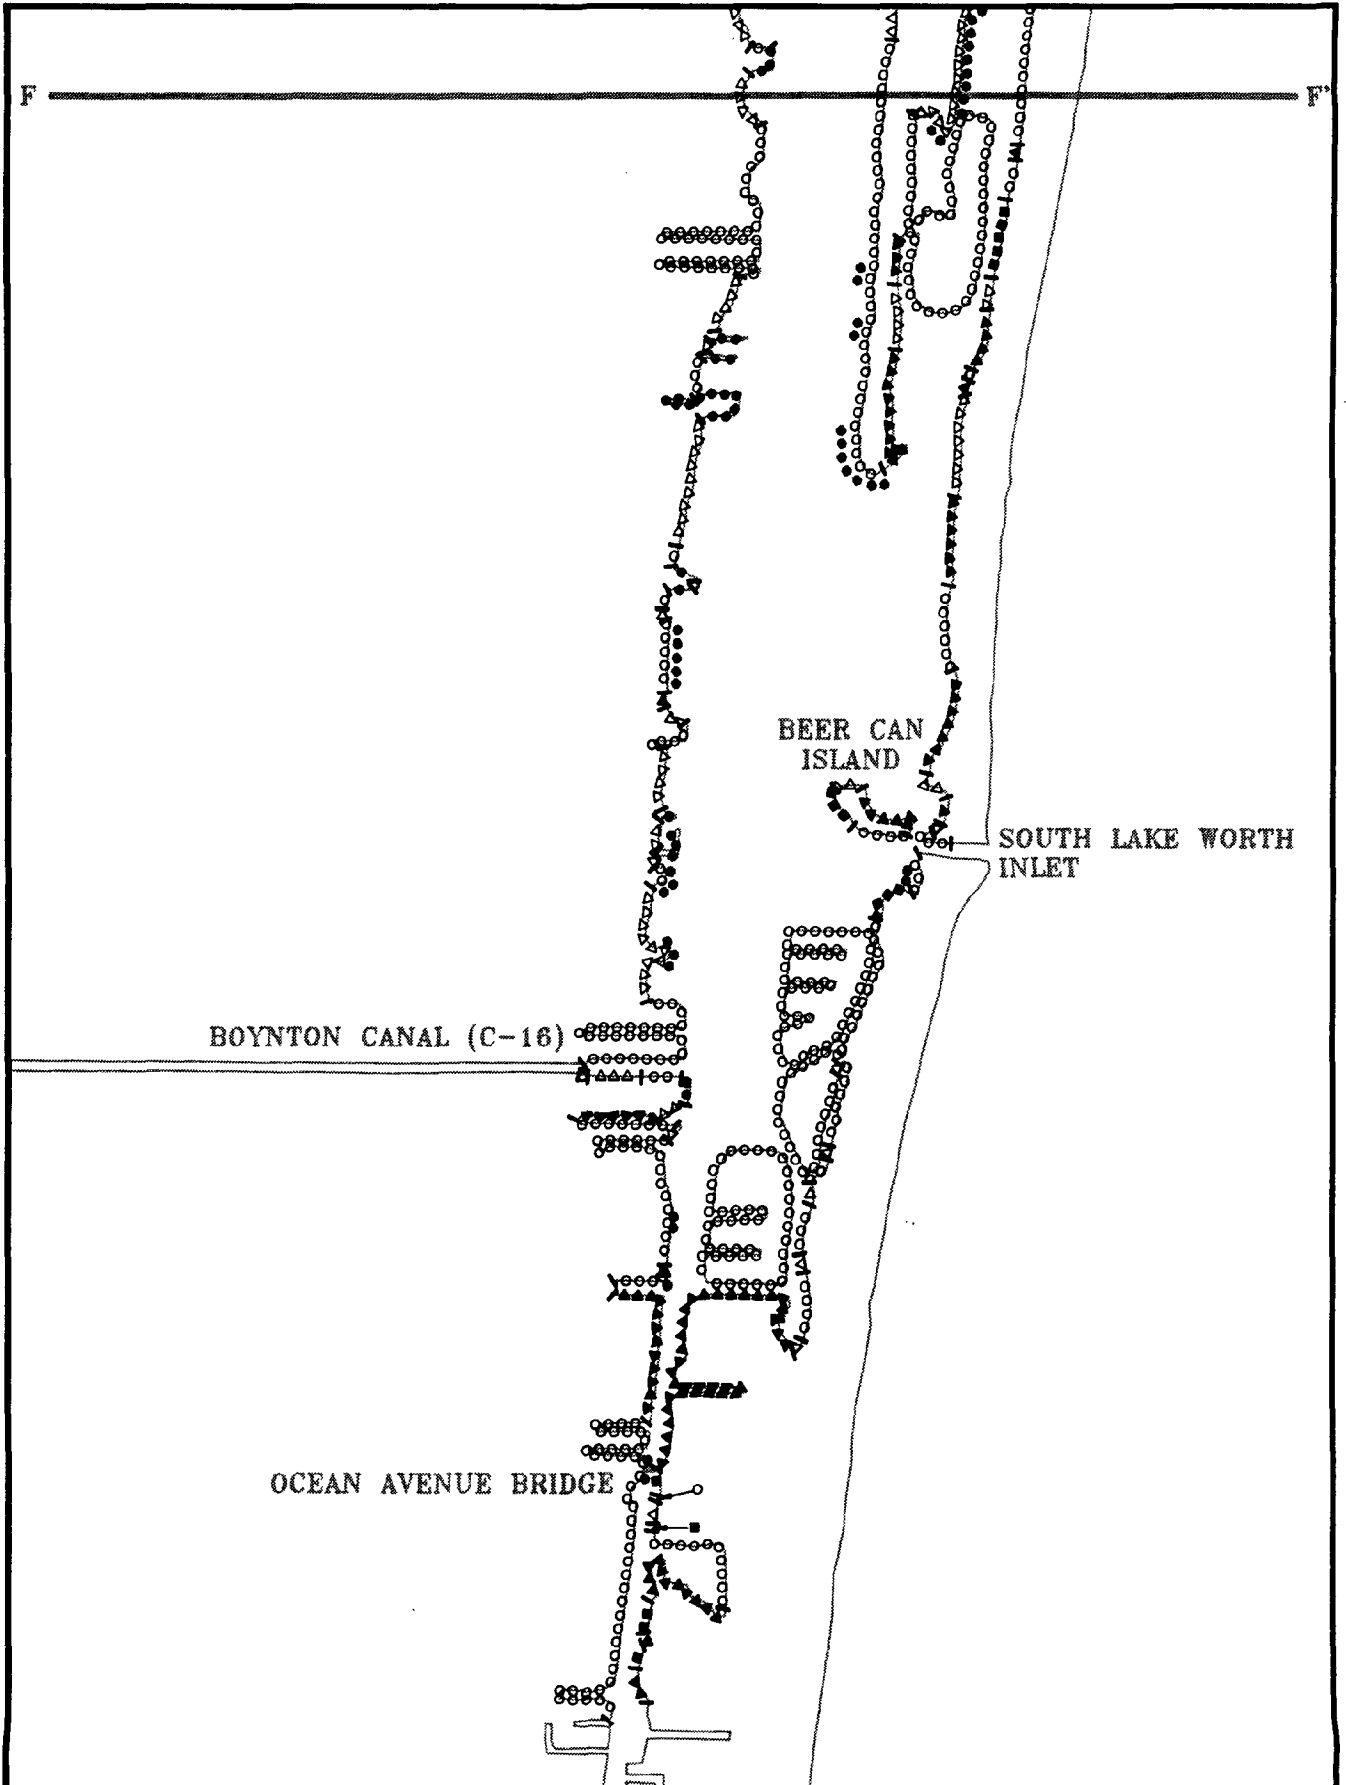 F F'
BEER CAN
ISLAND
SOUTH LAKE WORTH
INLET
BOYNTON CANAL (C-16)
OCEAN AVENUE BRIDGE